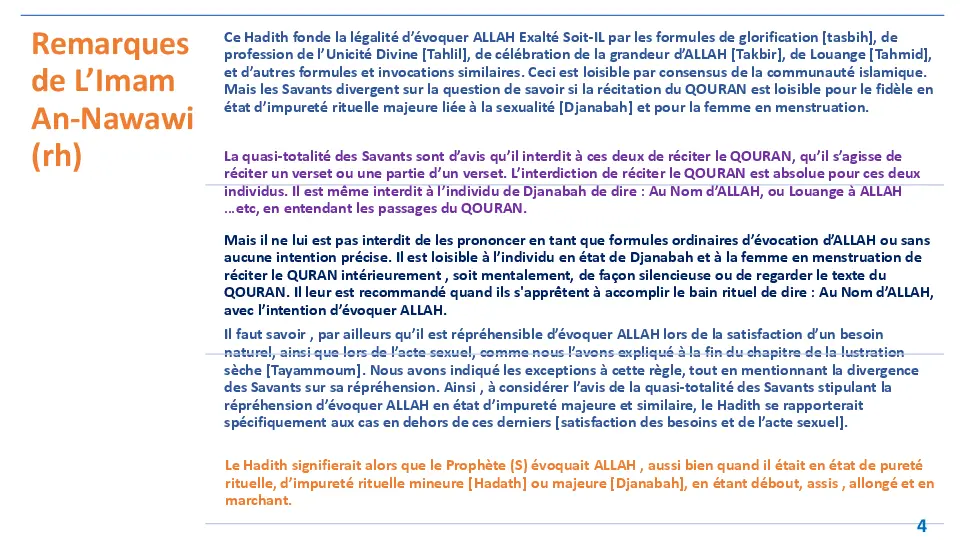 Remarques
de L’Imam
An-Nawawi
(rh)
Ce Hadith fonde la légalité d’évoquer ALLAH Exalté Soit-IL par les formules de glorification [tasbih], de
profession de l’Unicité Divine [Tahlil], de célébration de la grandeur d’ALLAH [Takbir], de Louange [Tahmid],
et d’autres formules et invocations similaires. Ceci est loisible par consensus de la communauté islamique.
Mais les Savants divergent sur la question de savoir si la récitation du QOURAN est loisible pour le fidèle en
état d’impureté rituelle majeure liée à la sexualité [Djanabah] et pour la femme en menstruation.
La quasi-totalité des Savants sont d’avis qu’il interdit à ces deux de réciter le QOURAN, qu’il s’agisse de
réciter un verset ou une partie d’un verset. L’interdiction de réciter le QOURAN est absolue pour ces deux
individus. Il est même interdit à l’individu de Djanabah de dire : Au Nom d’ALLAH, ou Louange à ALLAH
…etc, en entendant les passages du QOURAN.
Mais il ne lui est pas interdit de les prononcer en tant que formules ordinaires d’évocation d’ALLAH ou sans
aucune intention précise. Il est loisible à l’individu en état de Djanabah et à la femme en menstruation de
réciter le QURAN intérieurement , soit mentalement, de façon silencieuse ou de regarder le texte du
QOURAN. Il leur est recommandé quand ils s'apprêtent à accomplir le bain rituel de dire : Au Nom d’ALLAH,
avec l’intention d’évoquer ALLAH.
Il faut savoir , par ailleurs qu’il est répréhensible d’évoquer ALLAH lors de la satisfaction d’un besoin
naturel, ainsi que lors de l’acte sexuel, comme nous l’avons expliqué à la fin du chapitre de la lustration
sèche [Tayammoum]. Nous avons indiqué les exceptions à cette règle, tout en mentionnant la divergence
des Savants sur sa répréhension. Ainsi , à considérer l’avis de la quasi-totalité des Savants stipulant la
répréhension d’évoquer ALLAH en état d’impureté majeure et similaire, le Hadith se rapporterait
spécifiquement aux cas en dehors de ces derniers [satisfaction des besoins et de l’acte sexuel].
Le Hadith signifierait alors que le Prophète (S) évoquait ALLAH , aussi bien quand il était en état de pureté
rituelle, d’impureté rituelle mineure [Hadath] ou majeure [Djanabah], en étant débout, assis , allongé et en
marchant.
4